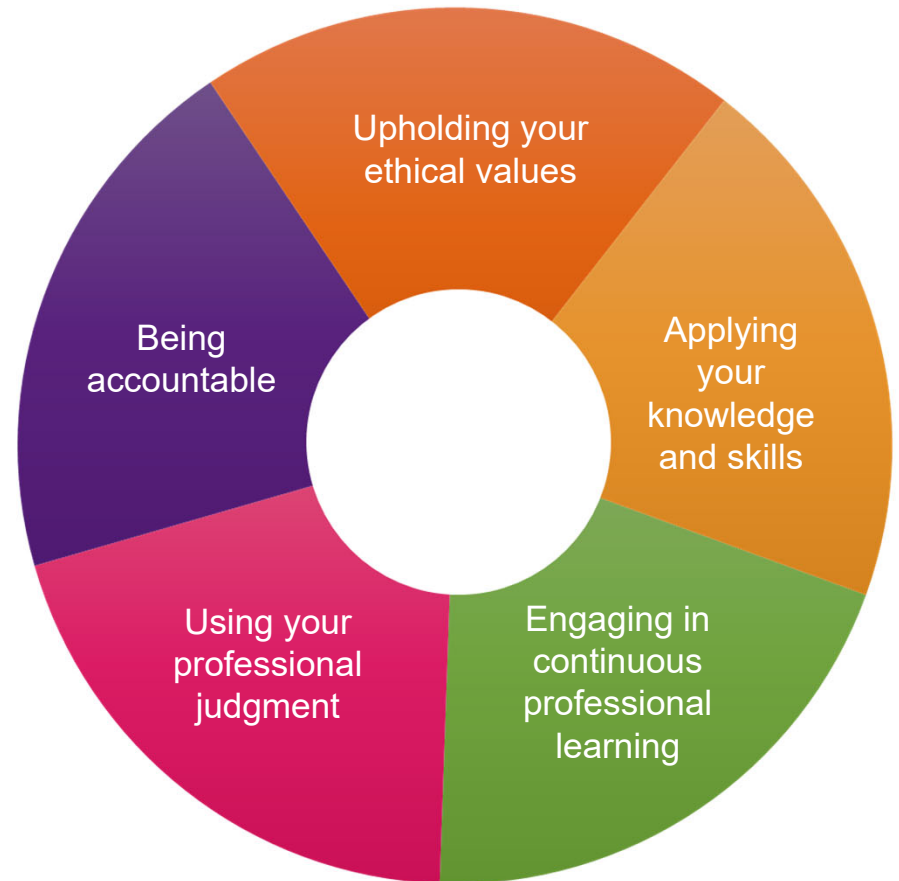 Upholding your
ethical values
Applying
your
knowledge
and skills
Engaging in
continuous
professional
learning
Using your
professional
judgment
Being
accountable